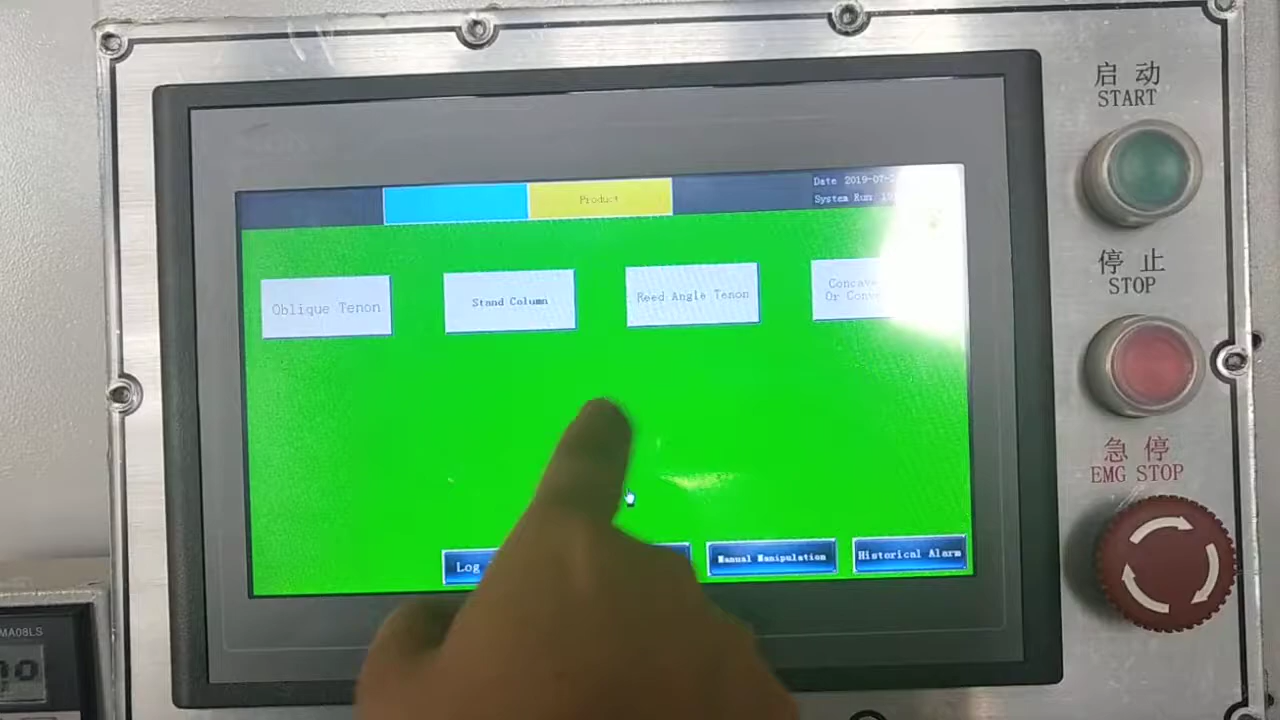 Product
Date 2019-07-2
System Run:
Oblique Tenon
Stand Column
Reed Angle Tenon
Concave
Or Conve
Log
Manual Manipulation
Historical Alarm
启动
START
停止
STOP
急停
EMG STOP
MA08LS